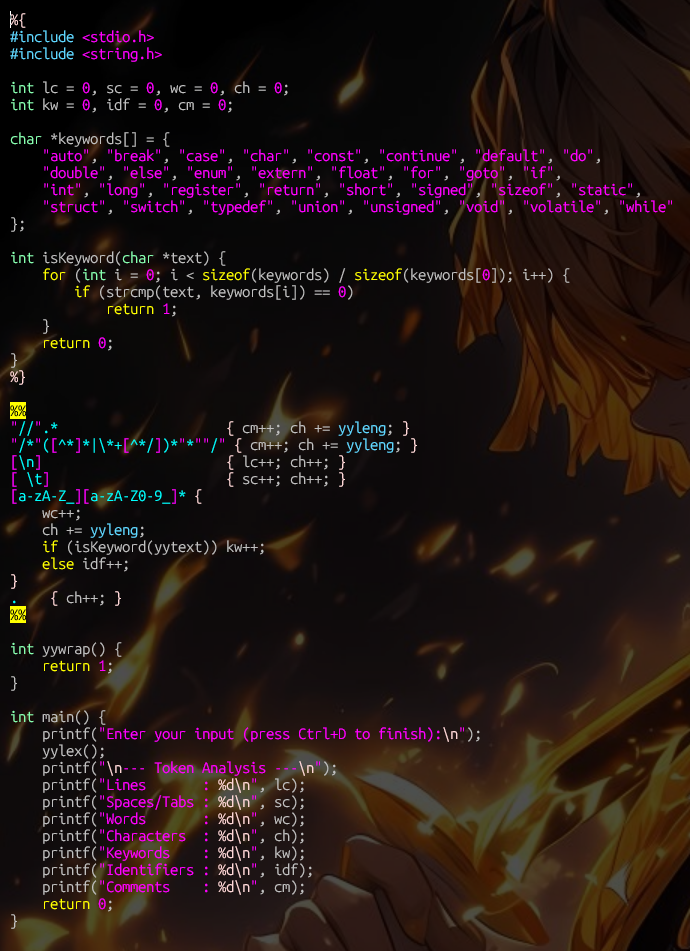 %{
#include <stdio.h>
#include <string.h>

int lc = 0, sc = 0, wc = 0, ch = 0;
int kw = 0, idf = 0, cm = 0;

char *keywords[] = {
    "auto", "break", "case", "char", "const", "continue", "default", "do",
    "double", "else", "enum", "extern", "float", "for", "goto", "if",
    "int", "long", "register", "return", "short", "signed", "sizeof", "static",
    "struct", "switch", "typedef", "union", "unsigned", "void", "volatile", "while"
};

int isKeyword(char *text) {
    for (int i = 0; i < sizeof(keywords) / sizeof(keywords[0]); i++) {
        if (strcmp(text, keywords[i]) == 0)
            return 1;
    }
    return 0;
}
%}

%%
"//".*                     { cm++; ch += yyleng; }
"/*"([^*]*|\*+[^*/])*"*""/" { cm++; ch += yyleng; }
[\n]                       { lc++; ch++; }
[ \t]                      { sc++; ch++; }
[a-zA-Z_][a-zA-Z0-9_]* {
    wc++;
    ch += yyleng;
    if (isKeyword(yytext)) kw++;
    else idf++;
}
.    { ch++; }
%%

int yywrap() {
    return 1;
}

int main() {
    printf("Enter your input (press Ctrl+D to finish):\n");
    yylex();
    printf("\n--- Token Analysis ---\n");
    printf("Lines       : %d\n", lc);
    printf("Spaces/Tabs : %d\n", sc);
    printf("Words       : %d\n", wc);
    printf("Characters  : %d\n", ch);
    printf("Keywords    : %d\n", kw);
    printf("Identifiers : %d\n", idf);
    printf("Comments    : %d\n", cm);
    return 0;
}